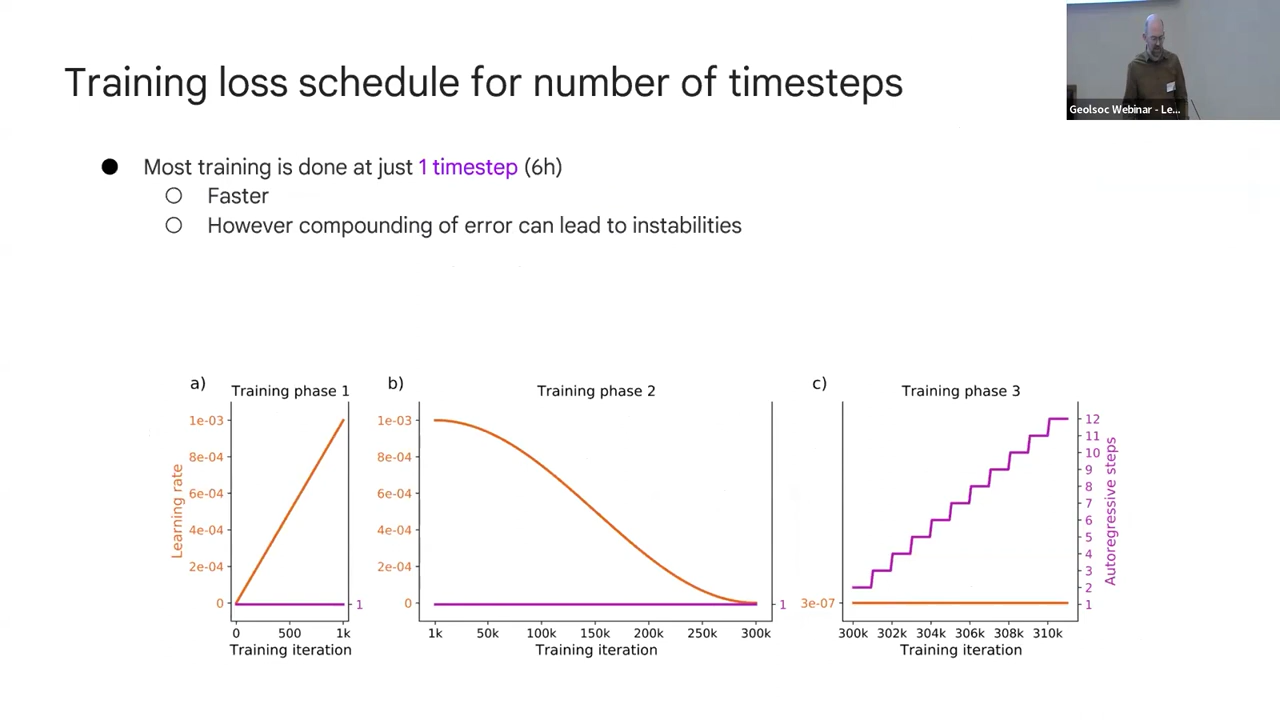 Training loss schedule for number of timesteps
Geolsoc Webinar - Le...
● Most training is done at just 1 timestep (6h)
○ Faster
○ However compounding of error can lead to instabilities
a)
Training phase 1
Learning rate
1e-03
8e-04
6e-04
4e-04
2e-04
0
1
0 500 1k
Training iteration
b)
Training phase 2
1e-03
8e-04
6e-04
4e-04
2e-04
0
1
1k 50k 100k 150k 200k 250k 300k
Training iteration
c)
Training phase 3
3e-07
12
11
10
9
8
7
6
5
4
3
2
1
Autoregressive steps
300k 302k 304k 306k 308k 310k
Training iteration